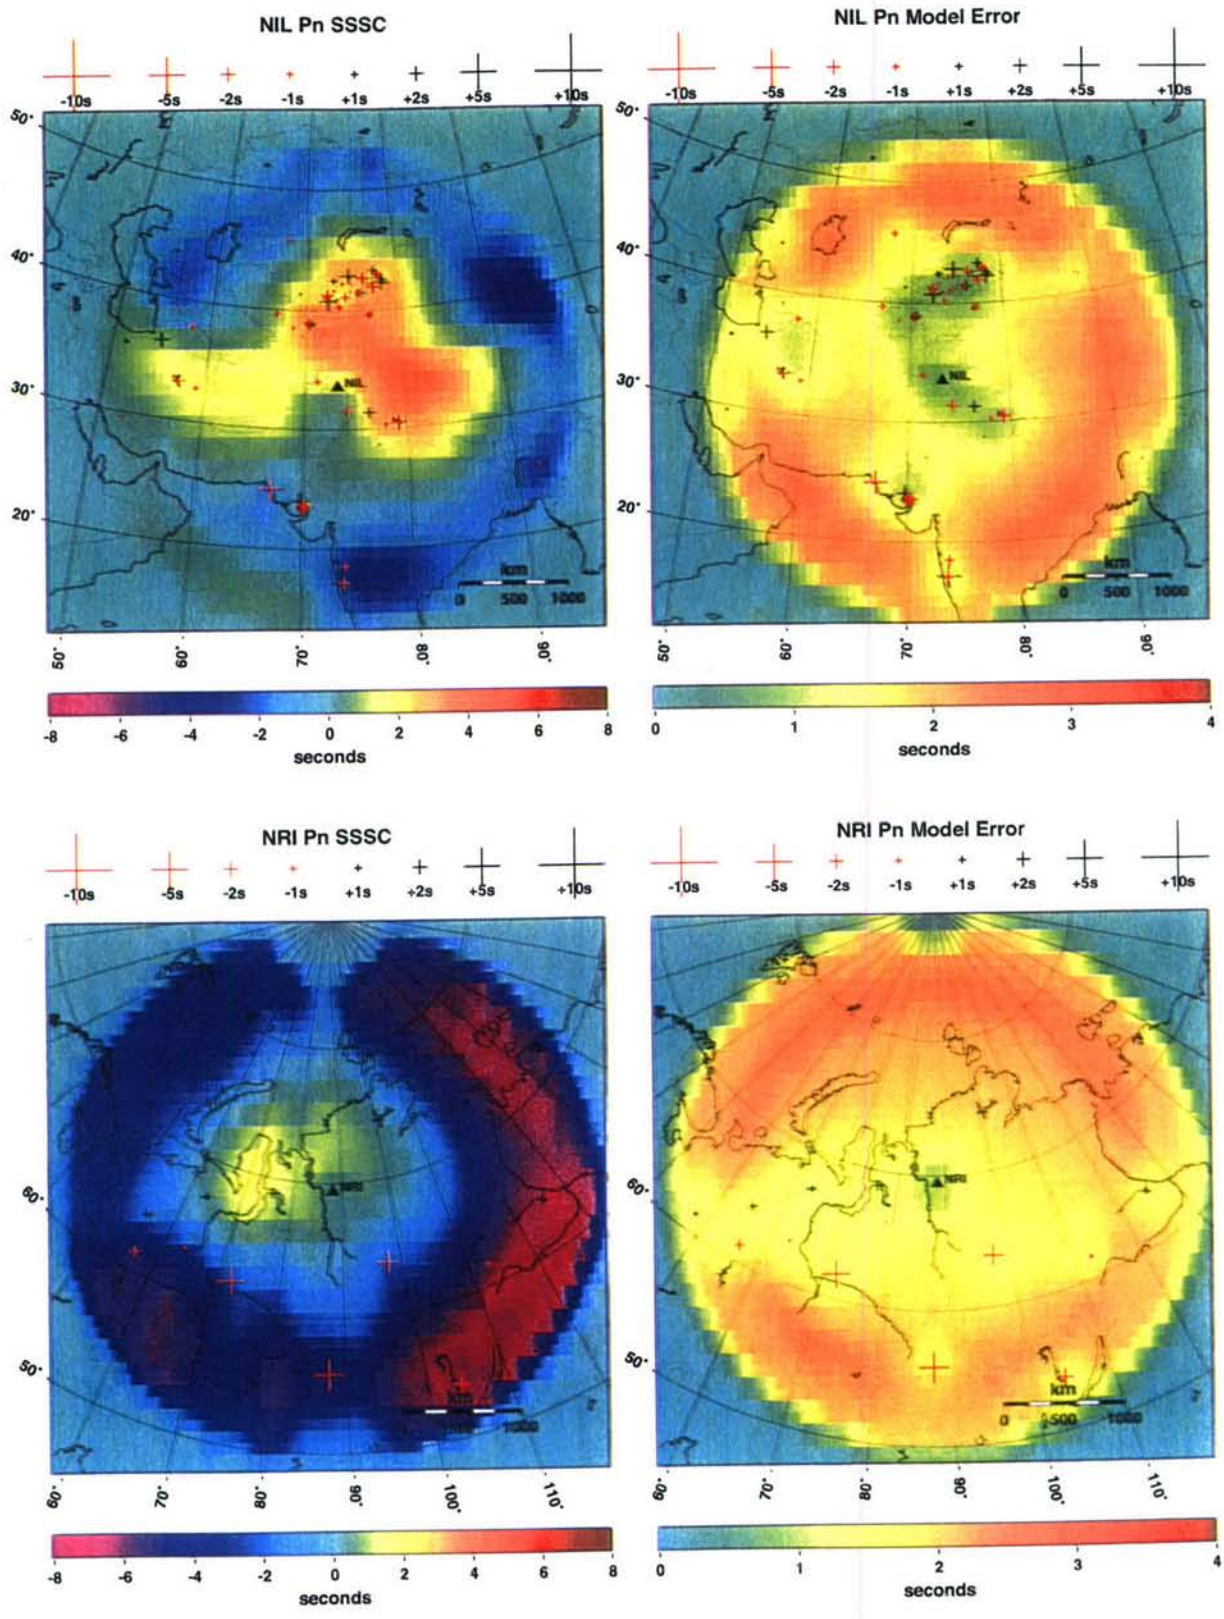 NIL Pn SSSC
-10s -5s -2s -1s +1s +2s +5s +10s
50°
40°
30°
20°
NIL
km
0 500 1000
50° 60° 70° 80° 90°
-8 -6 -4 -2 0 2 4 6 8
seconds
NIL Pn Model Error
-10s -5s -2s -1s +1s +2s +5s +10s
50°
40°
30°
20°
NIL
km
0 500 1000
50° 60° 70° 80° 90°
0 1 2 3 4
seconds
NRI Pn SSSC
-10s -5s -2s -1s +1s +2s +5s +10s
NRI
60°
50°
km
1000
60° 70° 80° 90° 100° 110°
-8 -6 -4 -2 0 2 4 6 8
seconds
NRI Pn Model Error
-10s -5s -2s -1s +1s +2s +5s +10s
NRI
60°
50°
km
0 500 1000
60° 70° 80° 90° 100° 110°
0 1 2 3 4
seconds